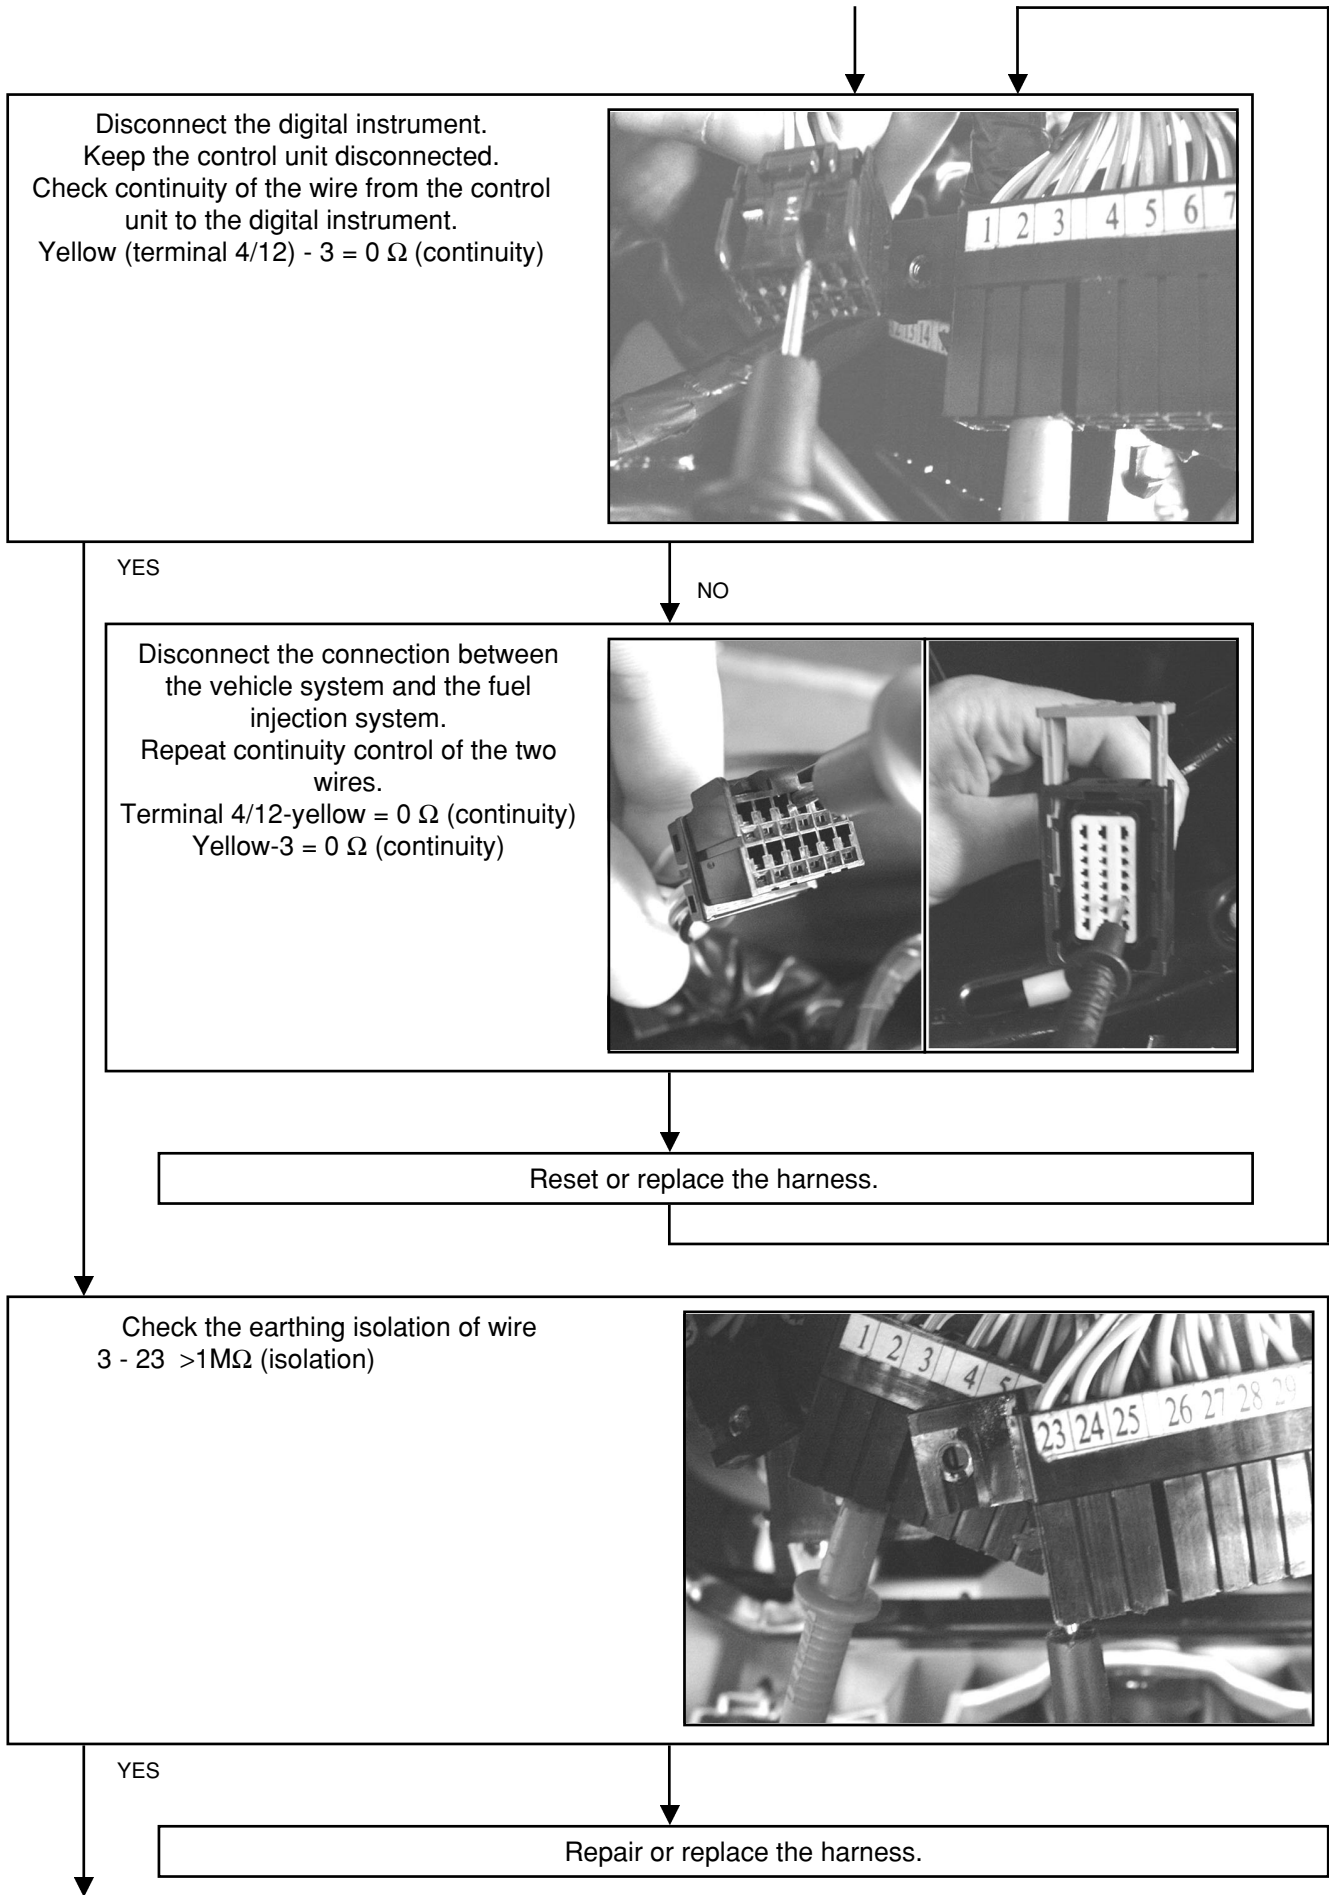 Disconnect the digital instrument.
Keep the control unit disconnected.
Check continuity of the wire from the control
unit to the digital instrument.
Yellow (terminal 4/12) - 3 = 0 Ω (continuity)
1 2 3 4 5 6 7
YES
NO
Disconnect the connection between
the vehicle system and the fuel
injection system.
Repeat continuity control of the two
wires.
Terminal 4/12-yellow = 0 Ω (continuity)
Yellow-3 = 0 Ω (continuity)
Reset or replace the harness.
Check the earthing isolation of wire
3 - 23 >1MΩ (isolation)
1 2 3 4 5
23 24 25 26 27 28 29
YES
Repair or replace the harness.